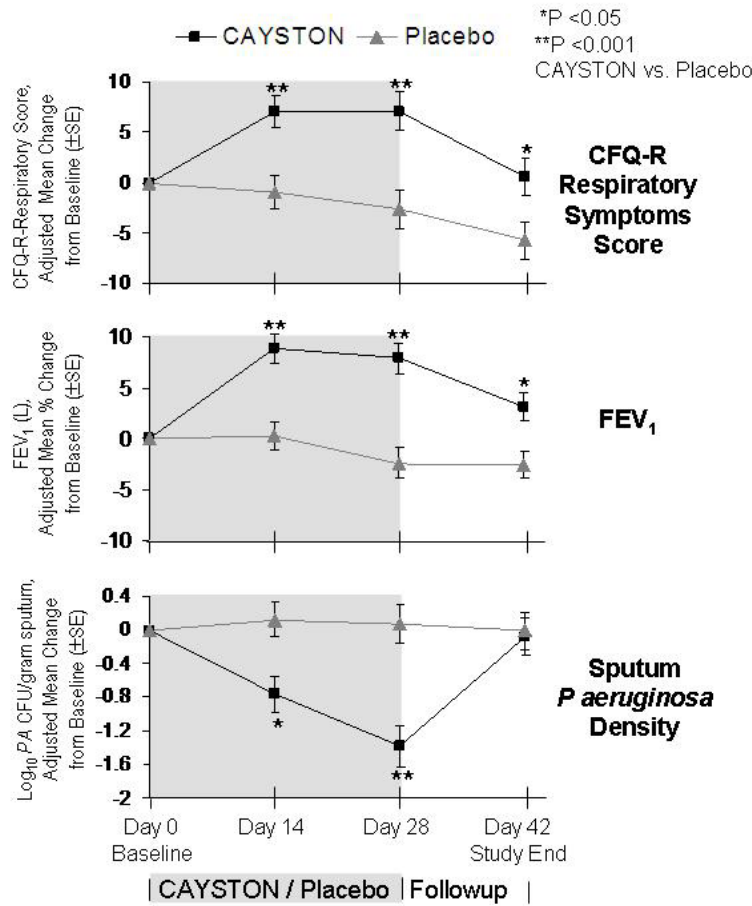 CAYSTON Placebo
*P <0.05
**P <0.001
CAYSTON vs. Placebo
CFQ-R-Respiratory Score,
Adjusted Mean Change
from Baseline (±SE)
10
5
0
-5
-10
** ** *
CFQ-R
Respiratory
Symptoms
Score
FEV₁ (L),
Adjusted Mean % Change
from Baseline (±SE)
10
5
0
-5
-10
** ** *
FEV₁
Log₁₀ PA CFU/gram sputum,
Adjusted Mean Change
from Baseline (±SE)
0.4
0
-0.4
-0.8
-1.2
-1.6
-2
* **
Sputum
P aeruginosa
Density
Day 0 Day 14 Day 28 Day 42
Baseline Study End
CAYSTON / Placebo Followup